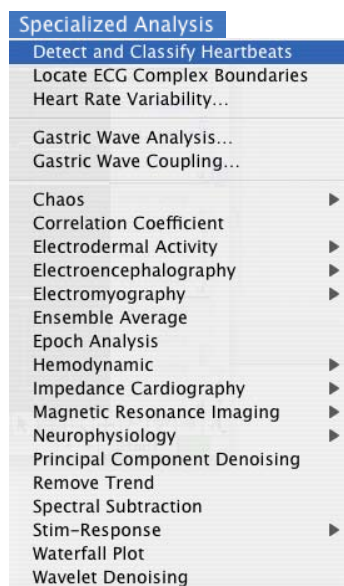 Specialized Analysis
Detect and Classify Heartbeats
Locate ECG Complex Boundaries
Heart Rate Variability...
Gastric Wave Analysis...
Gastric Wave Coupling...
Chaos
Correlation Coefficient
Electrodermal Activity
Electroencephalography
Electromyography
Ensemble Average
Epoch Analysis
Hemodynamic
Impedance Cardiography
Magnetic Resonance Imaging
Neurophysiology
Principal Component Denoising
Remove Trend
Spectral Subtraction
Stim-Response
Waterfall Plot
Wavelet Denoising